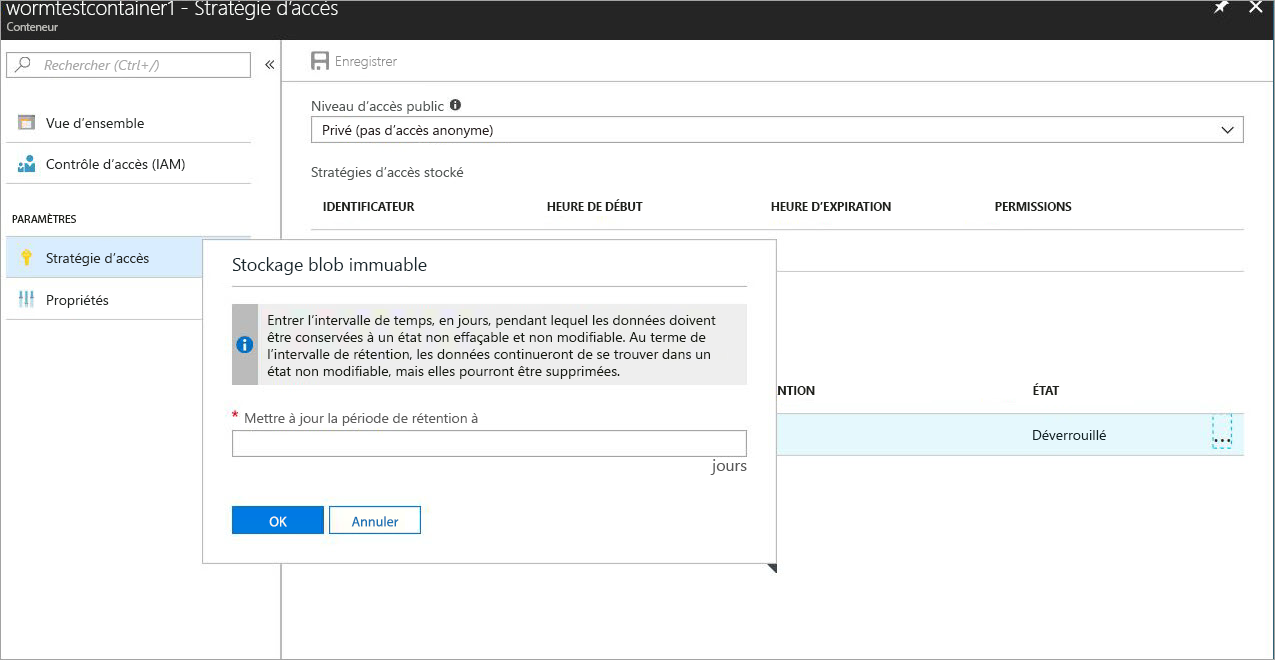 wormtestcontainer1 - Stratégie d'accès
Conteneur
Rechercher (Ctrl+/)
«
Vue d'ensemble
Contrôle d'accès (IAM)
PARAMÈTRES
Stratégie d'accès
Propriétés
Enregistrer
Niveau d'accès public
Privé (pas d'accès anonyme)
Stratégies d'accès stocké
IDENTIFICATEUR HEURE DE DÉBUT HEURE D'EXPIRATION PERMISSIONS
Stockage blob immuable
Entrer l'intervalle de temps, en jours, pendant lequel les données doivent
être conservées à un état non effaçable et non modifiable. Au terme de
l'intervalle de rétention, les données continueront de se trouver dans un
état non modifiable, mais elles pourront être supprimées.
* Mettre à jour la période de rétention à
jours
OK Annuler
NTION ÉTAT
Déverrouillé ...